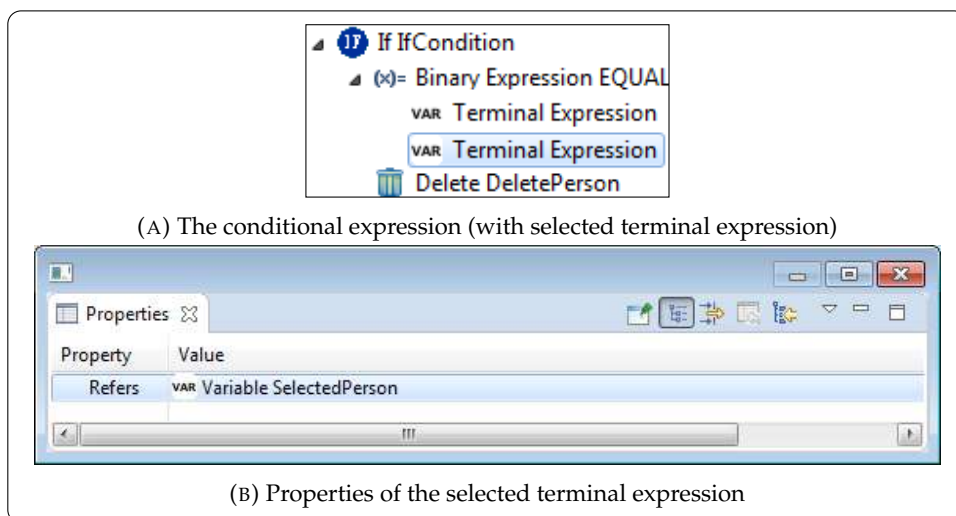 IF If IfCondition
(x)= Binary Expression EQUAL
VAR Terminal Expression
VAR Terminal Expression
Delete DeletePerson
(A) The conditional expression (with selected terminal expression)
Properties
Property Value
Refers VAR Variable SelectedPerson
(B) Properties of the selected terminal expression